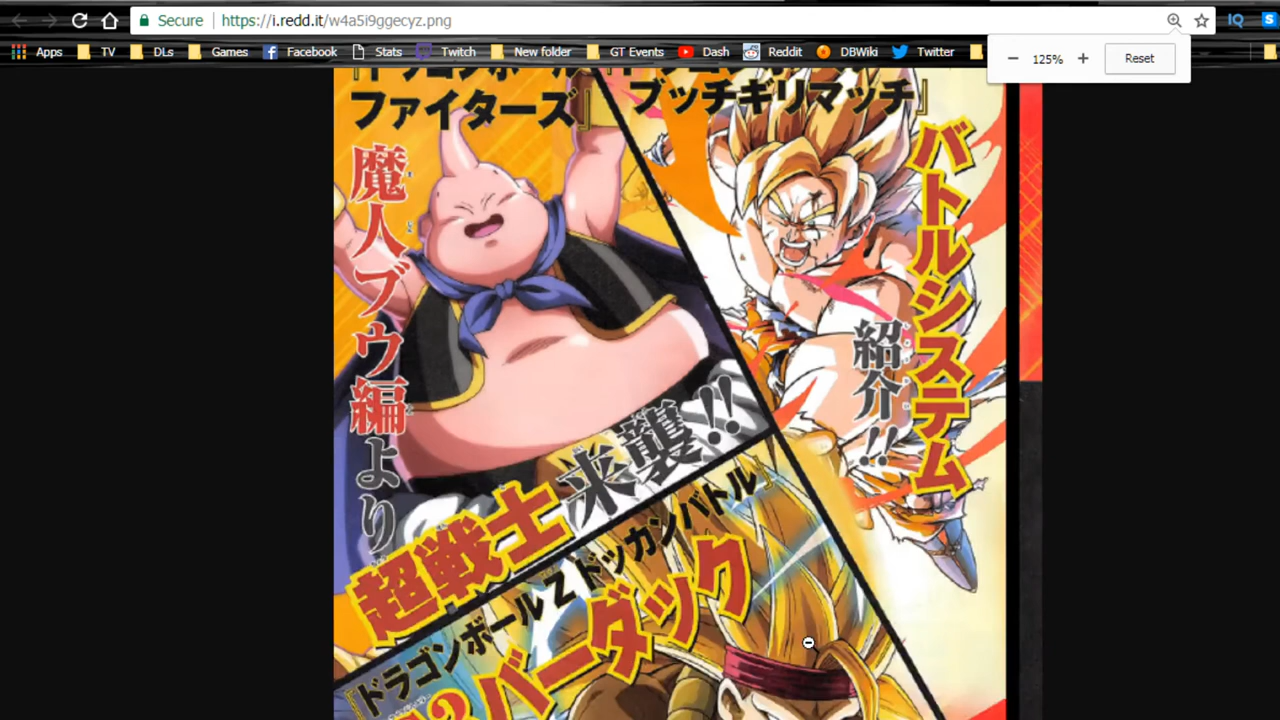 Secure
https://i.redd.it/w4a5i9ggecyz.png
Apps
TV
DLs
Games
Facebook
Stats
Twitch
New folder
GT Events
Dash
Reddit
DBWiki
Twitter
125%
Reset
ファイターズ』
ブッチギリマッチ』
魔人ブウ編より
超戦士来襲!!
バトルシステム
紹介!!
『ドラゴンボールZ ドッカンバトル』
バーダック